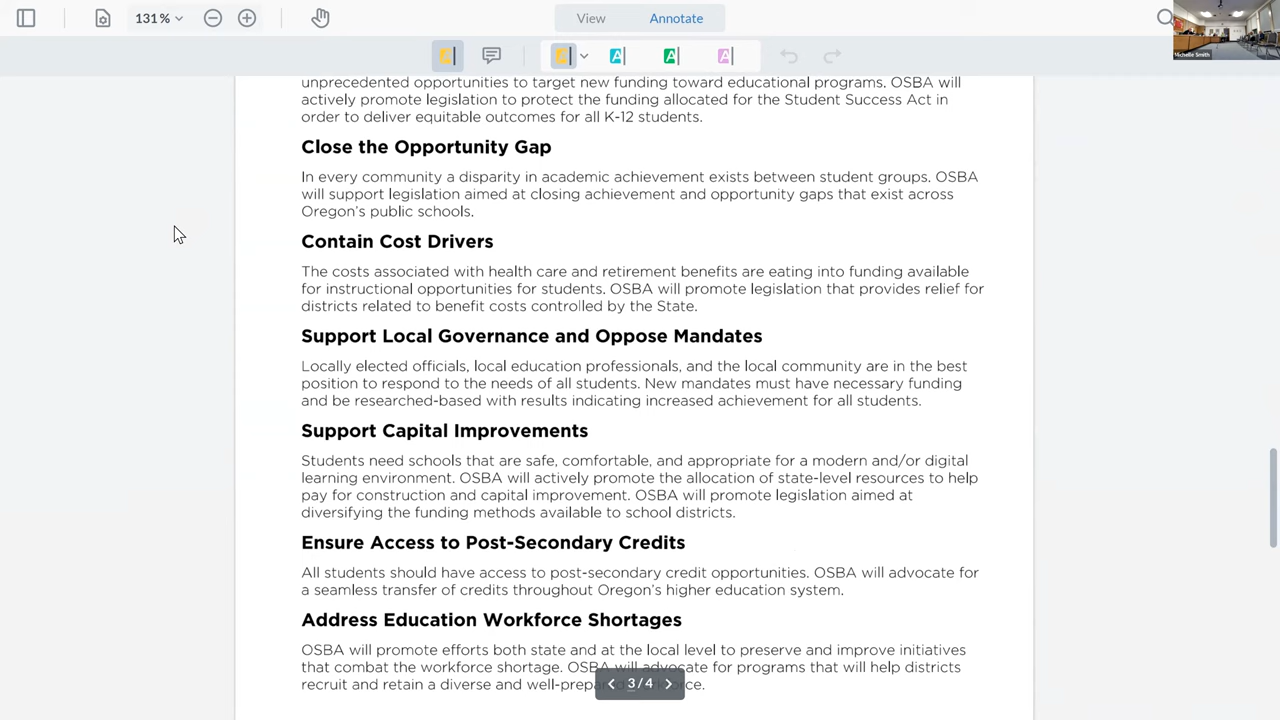 131 %
View
Annotate
Michelle Smith
unprecedented opportunities to target new funding toward educational programs. OSBA will
actively promote legislation to protect the funding allocated for the Student Success Act in
order to deliver equitable outcomes for all K-12 students.
Close the Opportunity Gap
In every community a disparity in academic achievement exists between student groups. OSBA
will support legislation aimed at closing achievement and opportunity gaps that exist across
Oregon's public schools.
Contain Cost Drivers
The costs associated with health care and retirement benefits are eating into funding available
for instructional opportunities for students. OSBA will promote legislation that provides relief for
districts related to benefit costs controlled by the State.
Support Local Governance and Oppose Mandates
Locally elected officials, local education professionals, and the local community are in the best
position to respond to the needs of all students. New mandates must have necessary funding
and be researched-based with results indicating increased achievement for all students.
Support Capital Improvements
Students need schools that are safe, comfortable, and appropriate for a modern and/or digital
learning environment. OSBA will actively promote the allocation of state-level resources to help
pay for construction and capital improvement. OSBA will promote legislation aimed at
diversifying the funding methods available to school districts.
Ensure Access to Post-Secondary Credits
All students should have access to post-secondary credit opportunities. OSBA will advocate for
a seamless transfer of credits throughout Oregon's higher education system.
Address Education Workforce Shortages
OSBA will promote efforts both state and at the local level to preserve and improve initiatives
that combat the workforce shortage. OSBA will advocate for programs that will help districts
recruit and retain a diverse and well-prepared workforce.
3 / 4